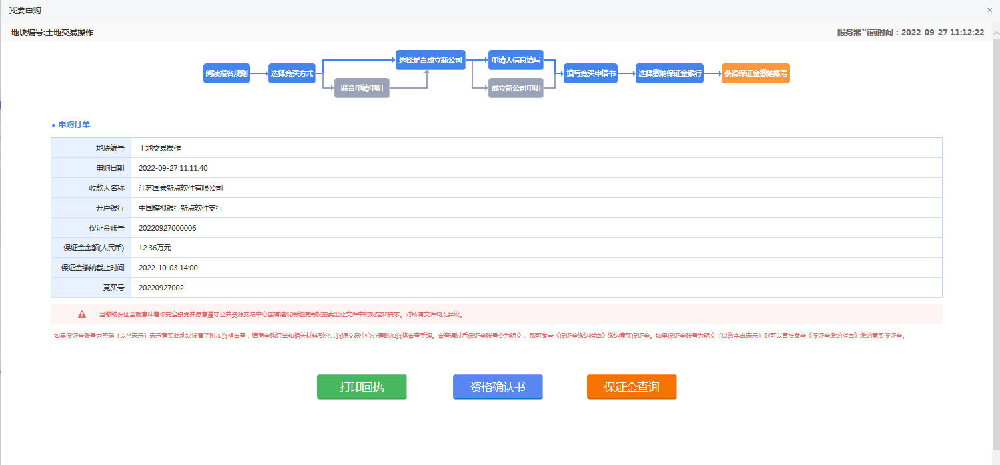 我要申购
×
地块编号:土地交易操作
服务器当前时间：2022-09-27 11:12:22
阅读报名规则
选择竞买方式
联合申请申明
选择是否成立新公司
申请人信息填写
成立新公司申明
填写竞买申请书
选择缴纳保证金银行
获得保证金缴纳账号
• 申购订单
地块编号 土地交易操作
申购日期 2022-09-27 11:11:40
收款人名称 江苏国泰新点软件有限公司
开户银行 中国模拟银行新点软件支行
保证金账号 20220927000006
保证金金额(人民币) 12.36万元
保证金缴纳截止时间 2022-10-03 14:00
竞买号 20220927002
一旦缴纳保证金就意味着你完全接受并愿意遵守公共资源交易中心国有建设用地使用权拍卖出让文件中的规定和要求。对所有文件均无异议。
如果保证金账号为密码（以**表示）表示竞买此地块设置了附加资格审查，请凭申购订单和相关材料到公共资源交易中心办理附加资格审查手续。审查通过后保证金账号变为明文， 即可参考《保证金缴纳指南》缴纳竞买保证金。如果保证金账号为明文（以数字串表示）则可以直接参考《保证金缴纳指南》缴纳竞买保证金。
打印回执
资格确认书
保证金查询